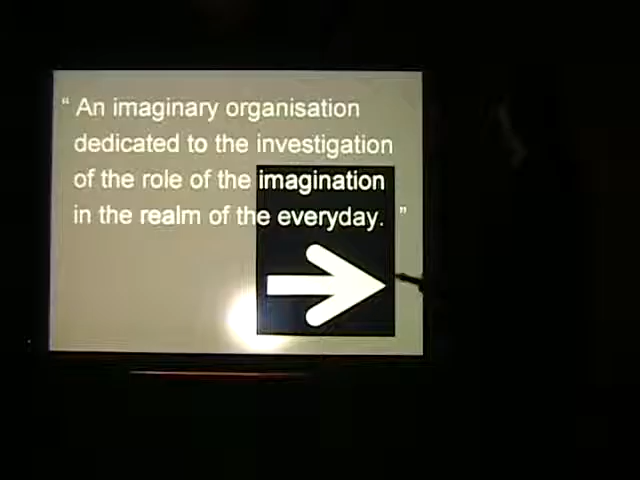 “ An imaginary organisation
dedicated to the investigation
of the role of the imagination
in the realm of the everyday. ”